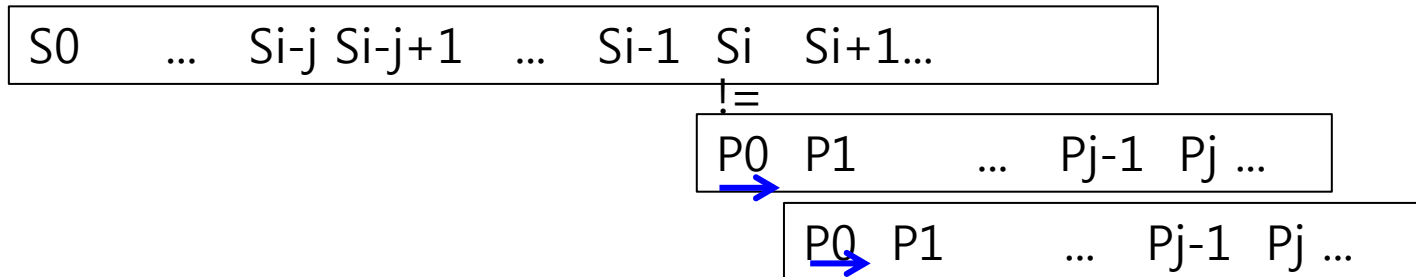 S0 ... Si-j Si-j+1 ... Si-1 Si Si+1...
!=
P0 P1 ... Pj-1 Pj ...
P0 P1 ... Pj-1 Pj ...